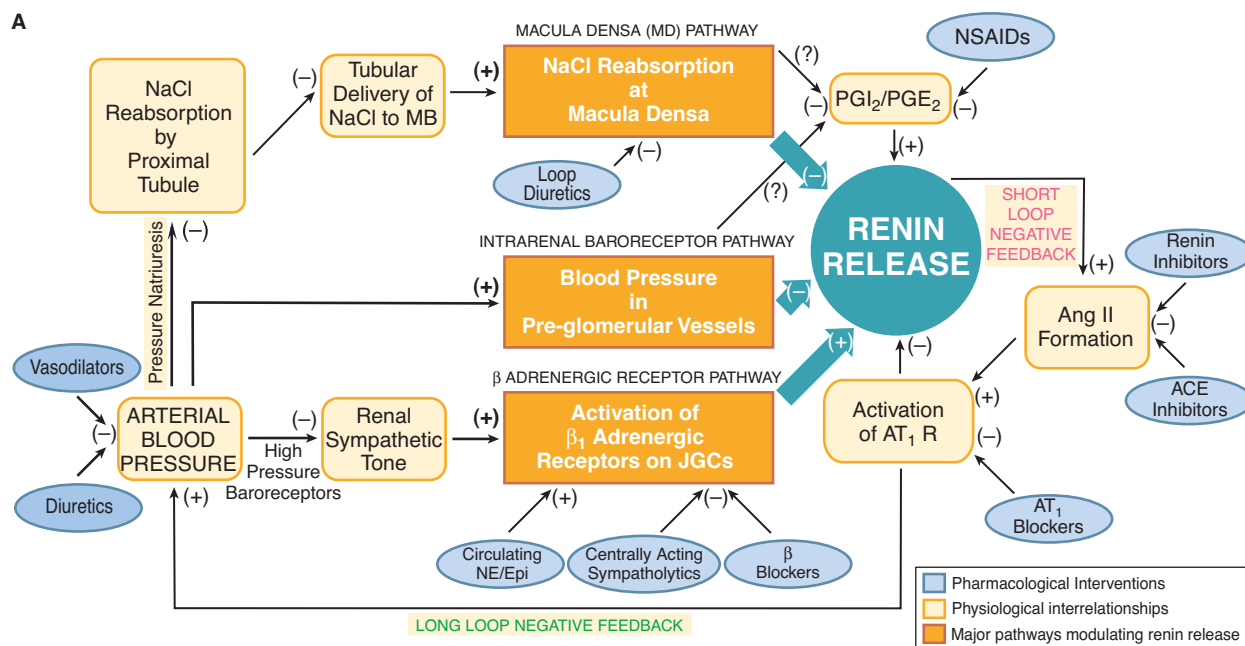 A
MACULA DENSA (MD) PATHWAY
NaCl Reabsorption
at
Macula Densa
(+)
(–)
Loop
Diuretics
(–)
NaCl
Reabsorption
by
Proximal
Tubule
(–)
Tubular
Delivery of
NaCl to MB
(?)
(–)
PGI₂/PGE₂
(–)
NSAIDs
(+)
(?)
Pressure Natriuresis
(–)
INTRARENAL BARORECEPTOR PATHWAY
Blood Pressure
in
Pre-glomerular Vessels
(+)
(–)
RENIN
RELEASE
SHORT
LOOP
NEGATIVE
FEEDBACK
(+)
Renin
Inhibitors
Ang II
Formation
(–)
ACE
Inhibitors
Vasodilators
(–)
Diuretics
ARTERIAL
BLOOD
PRESSURE
(+)
(–)
High
Pressure
Baroreceptors
Renal
Sympathetic
Tone
(+)
β ADRENERGIC RECEPTOR PATHWAY
Activation of
β₁ Adrenergic
Receptors on JGCs
(+)
(–)
Activation
of AT₁ R
(+)
(–)
AT₁
Blockers
(+)
(–)
Circulating
NE/Epi
Centrally Acting
Sympatholytics
β
Blockers
LONG LOOP NEGATIVE FEEDBACK
Pharmacological Interventions
Physiological interrelationships
Major pathways modulating renin release